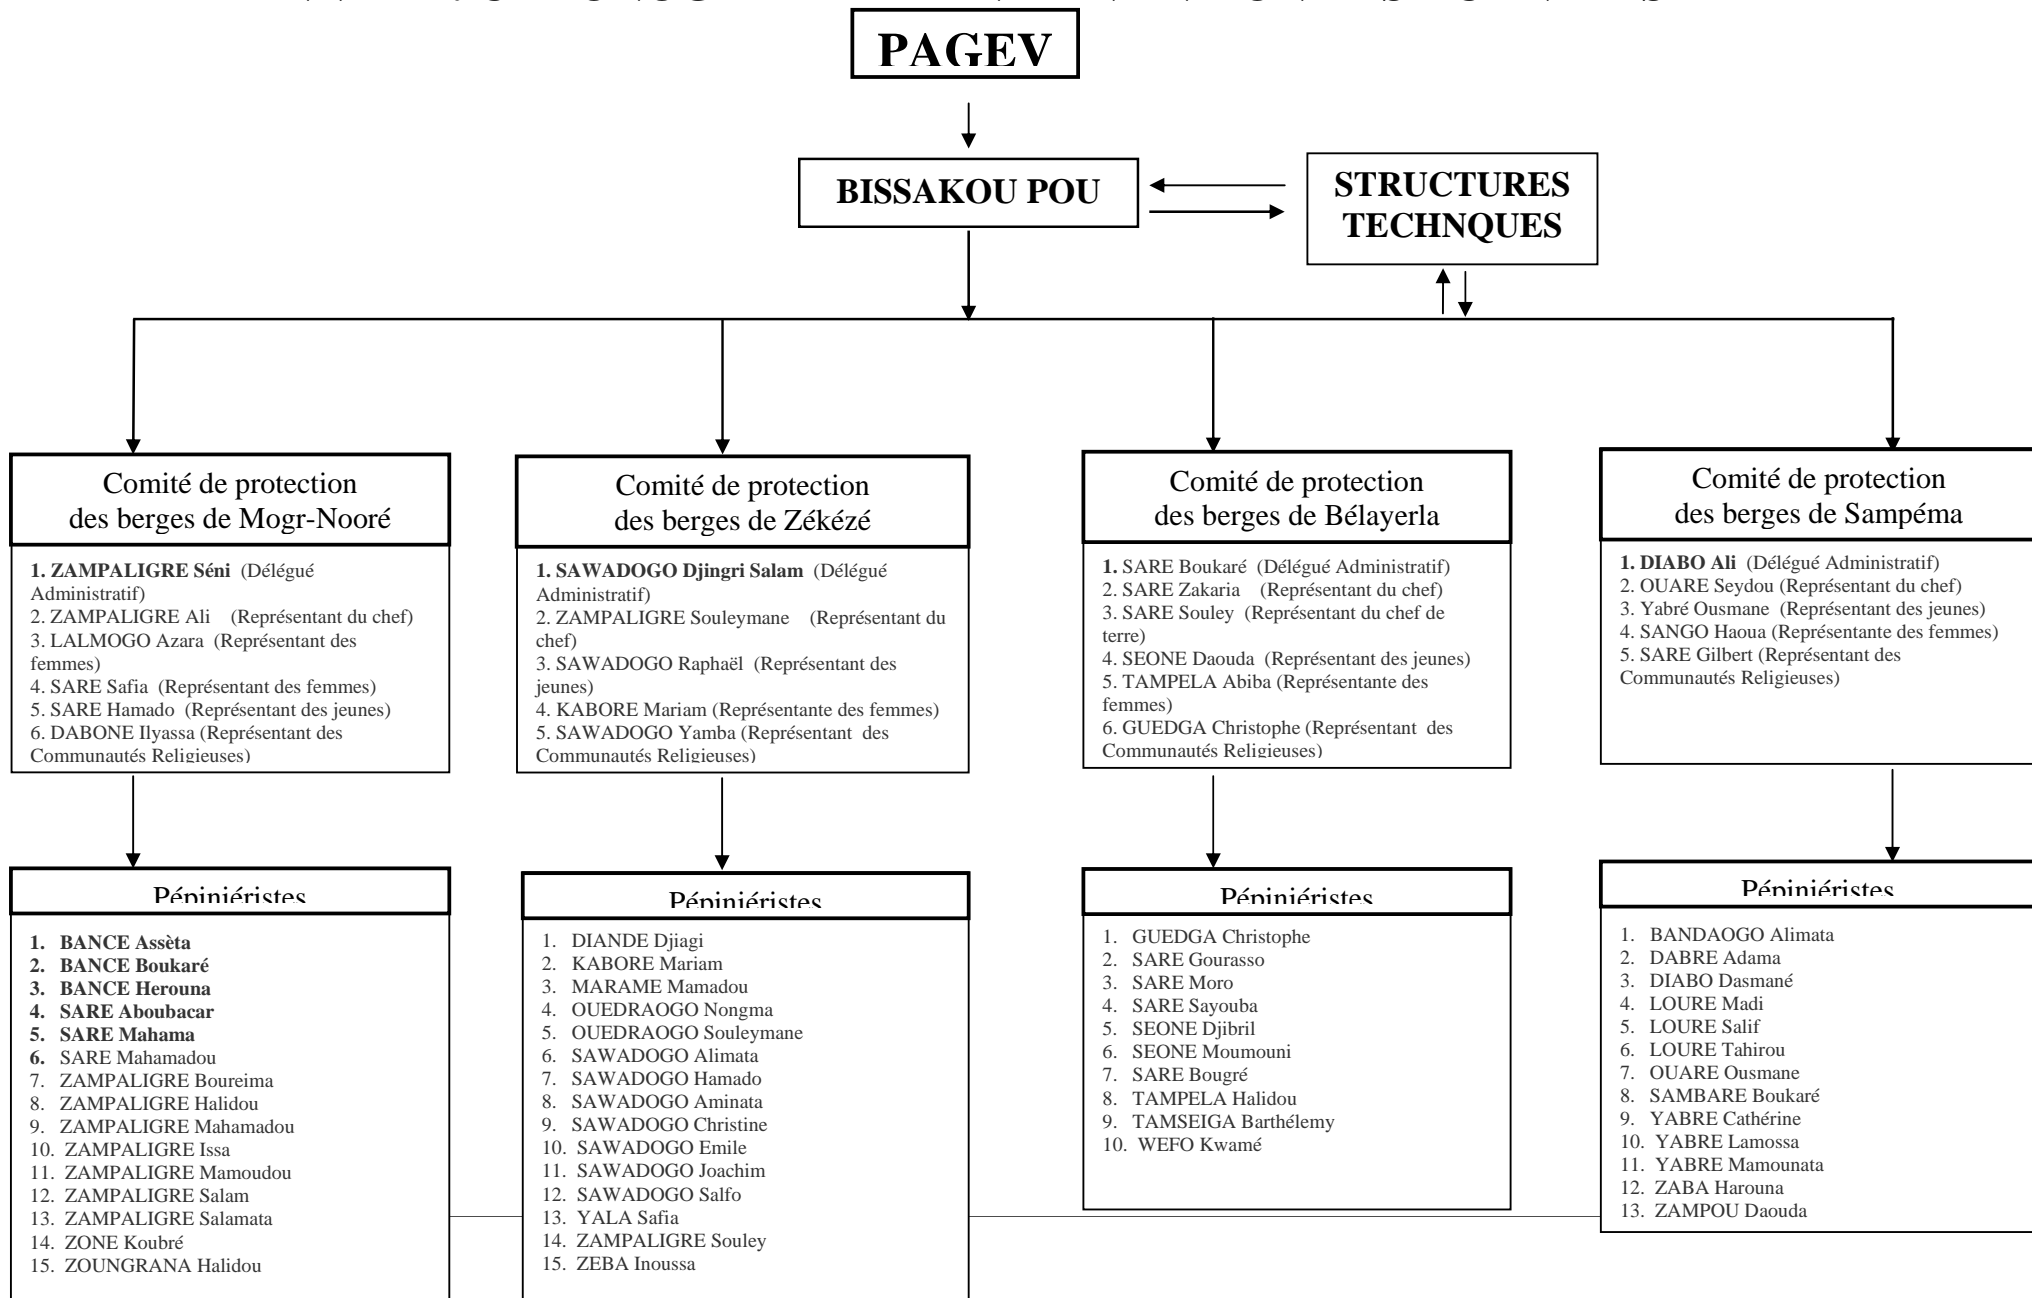 PAGEV
BISSAKOU POU
STRUCTURES
TECHNQUES
Comité de protection
des berges de Mogr-Nooré
1. ZAMPALIGRE Séni (Délégué
Administratif)
2. ZAMPALIGRE Ali (Représentant du chef)
3. LALMOGO Azara (Représentant des
femmes)
4. SARE Safia (Représentant des femmes)
5. SARE Hamado (Représentant des jeunes)
6. DABONE Ilyassa (Représentant des
Communautés Religieuses)
Comité de protection
des berges de Zékézé
1. SAWADOGO Djingri Salam (Délégué
Administratif)
2. ZAMPALIGRE Souleymane (Représentant du
chef)
3. SAWADOGO Raphaël (Représentant des
jeunes)
4. KABORE Mariam (Représentante des femmes)
5. SAWADOGO Yamba (Représentant des
Communautés Religieuses)
Comité de protection
des berges de Bélayerla
1. SARE Boukaré (Délégué Administratif)
2. SARE Zakaria (Représentant du chef)
3. SARE Souley (Représentant du chef de
terre)
4. SEONE Daouda (Représentant des jeunes)
5. TAMPELA Abiba (Représentante des
femmes)
6. GUEDGA Christophe (Représentant des
Communautés Religieuses)
Comité de protection
des berges de Sampéma
1. DIABO Ali (Délégué Administratif)
2. OUARE Seydou (Représentant du chef)
3. Yabré Ousmane (Représentant des jeunes)
4. SANGO Haoua (Représentante des femmes)
5. SARE Gilbert (Représentant des
Communautés Religieuses)
Pépiniéristes
1. BANCE Assèta
2. BANCE Boukaré
3. BANCE Herouna
4. SARE Aboubacar
5. SARE Mahama
6. SARE Mahamadou
7. ZAMPALIGRE Boureima
8. ZAMPALIGRE Halidou
9. ZAMPALIGRE Mahamadou
10. ZAMPALIGRE Issa
11. ZAMPALIGRE Mamoudou
12. ZAMPALIGRE Salam
13. ZAMPALIGRE Salamata
14. ZONE Koubré
15. ZOUNGRANA Halidou
Pépiniéristes
1. DIANDE Djiagi
2. KABORE Mariam
3. MARAME Mamadou
4. OUEDRAOGO Nongma
5. OUEDRAOGO Souleymane
6. SAWADOGO Alimata
7. SAWADOGO Hamado
8. SAWADOGO Aminata
9. SAWADOGO Christine
10. SAWADOGO Emile
11. SAWADOGO Joachim
12. SAWADOGO Salfo
13. YALA Safia
14. ZAMPALIGRE Souley
15. ZEBA Inoussa
Pépiniéristes
1. GUEDGA Christophe
2. SARE Gourasso
3. SARE Moro
4. SARE Sayouba
5. SEONE Djibril
6. SEONE Moumouni
7. SARE Bougré
8. TAMPELA Halidou
9. TAMSEIGA Barthélemy
10. WEFO Kwamé
Pépiniéristes
1. BANDAOGO Alimata
2. DABRE Adama
3. DIABO Dasmané
4. LOURE Madi
5. LOURE Salif
6. LOURE Tahirou
7. OUARE Ousmane
8. SAMBARE Boukaré
9. YABRE Cathérine
10. YABRE Lamossa
11. YABRE Mamounata
12. ZABA Harouna
13. ZAMPOU Daouda